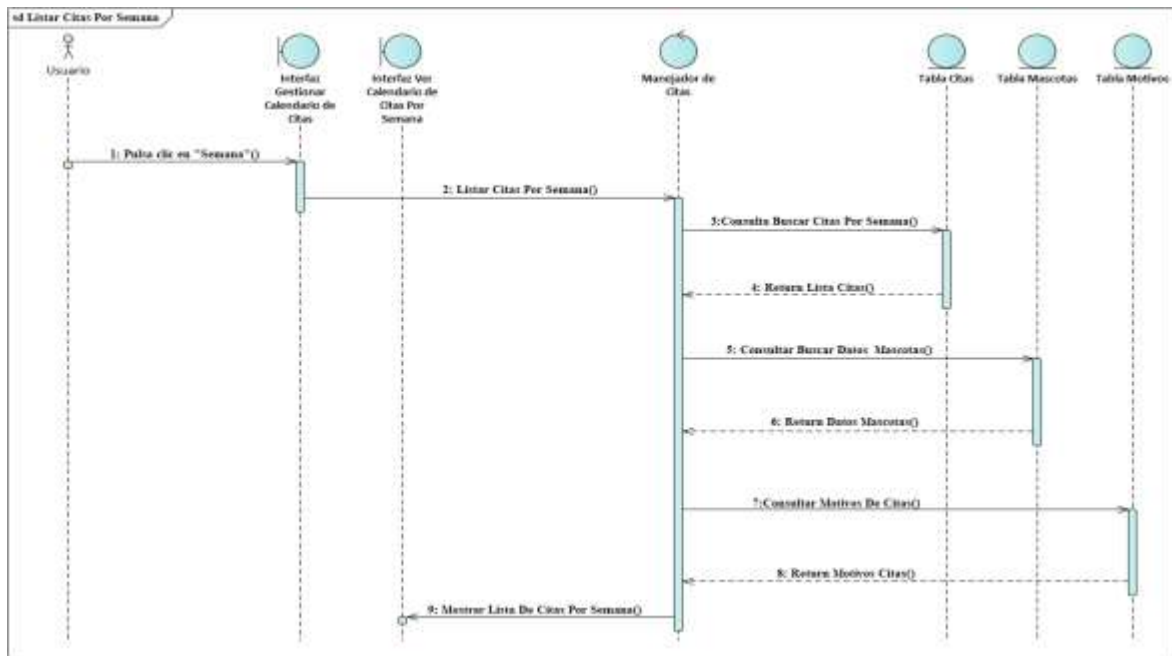 sd Listar Citas Por Semana
Usuario
Interfaz
Gestionar
Calendario de
Citas
Interfaz Ver
Calendario de
Citas Por
Semana
Manejador de
Citas
Tabla Citas
Tabla Mascotas
Tabla Motivos
1: Pulsa clic en "Semana"()
2: Listar Citas Por Semana()
3:Consulta Buscar Citas Por Semana()
4: Return Lista Citas()
5: Consultar Buscar Datos Mascotas()
6: Return Datos Mascotas()
7:Consultar Motivos De Citas()
8: Return Motivos Citas()
9: Mostrar Lista De Citas Por Semana()